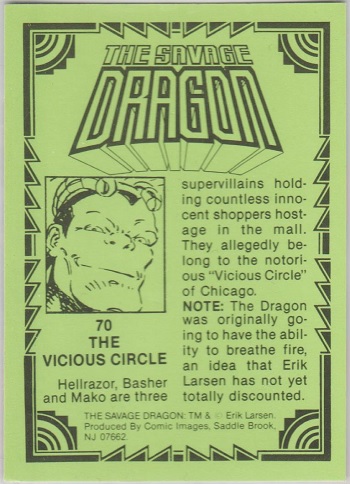 THE SAVAGE
DRAGON
70
THE
VICIOUS CIRCLE
Hellrazor, Basher
and Mako are three
supervillains hold-
ing countless inno-
cent shoppers host-
age in the mall.
They allegedly be-
long to the notori-
ous "Vicious Circle"
of Chicago.
NOTE: The Dragon
was originally go-
ing to have the abil-
ity to breathe fire,
an idea that Erik
Larsen has not yet
totally discounted.
THE SAVAGE DRAGON: TM & © Erik Larsen.
Produced By Comic Images, Saddle Brook,
NJ 07662.